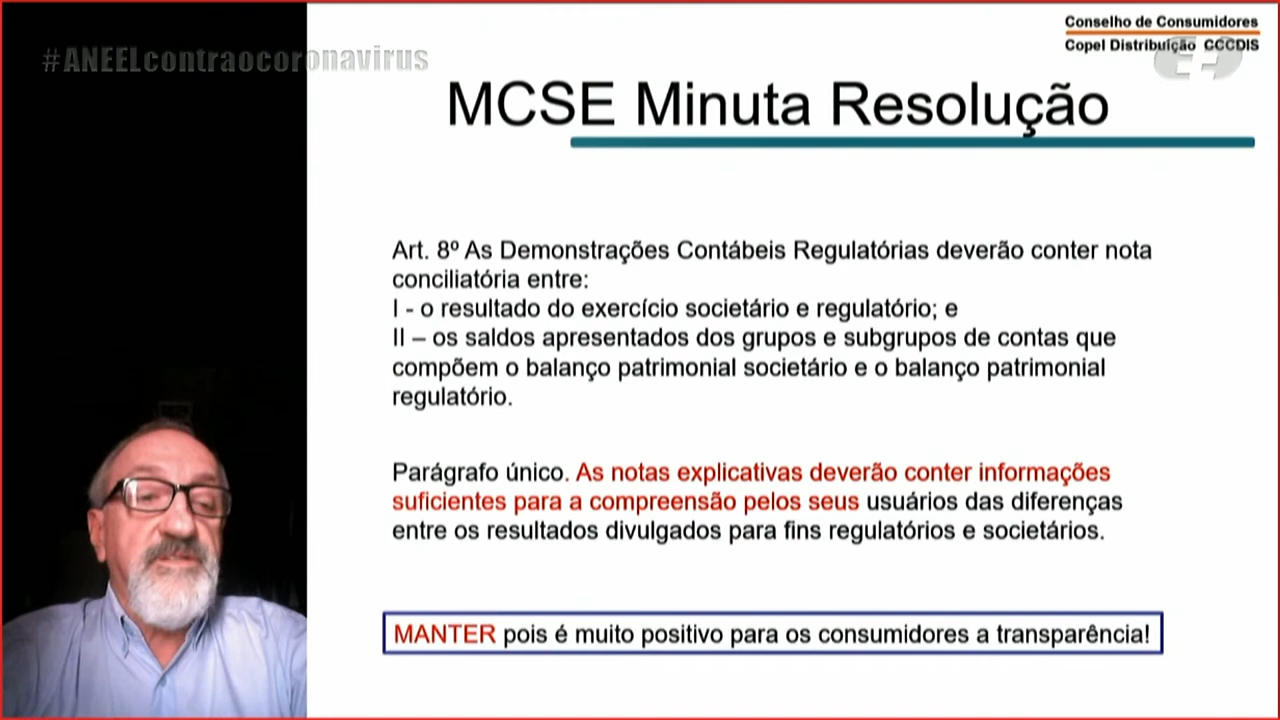 Conselho de Consumidores
Copel Distribuição CCCDIS
#ANEELcontraocoronavirus
MCSE Minuta Resolução
Art. 8º As Demonstrações Contábeis Regulatórias deverão conter nota
conciliatória entre:
I - o resultado do exercício societário e regulatório; e
II – os saldos apresentados dos grupos e subgrupos de contas que
compõem o balanço patrimonial societário e o balanço patrimonial
regulatório.
Parágrafo único. As notas explicativas deverão conter informações
suficientes para a compreensão pelos seus usuários das diferenças
entre os resultados divulgados para fins regulatórios e societários.
MANTER pois é muito positivo para os consumidores a transparência!